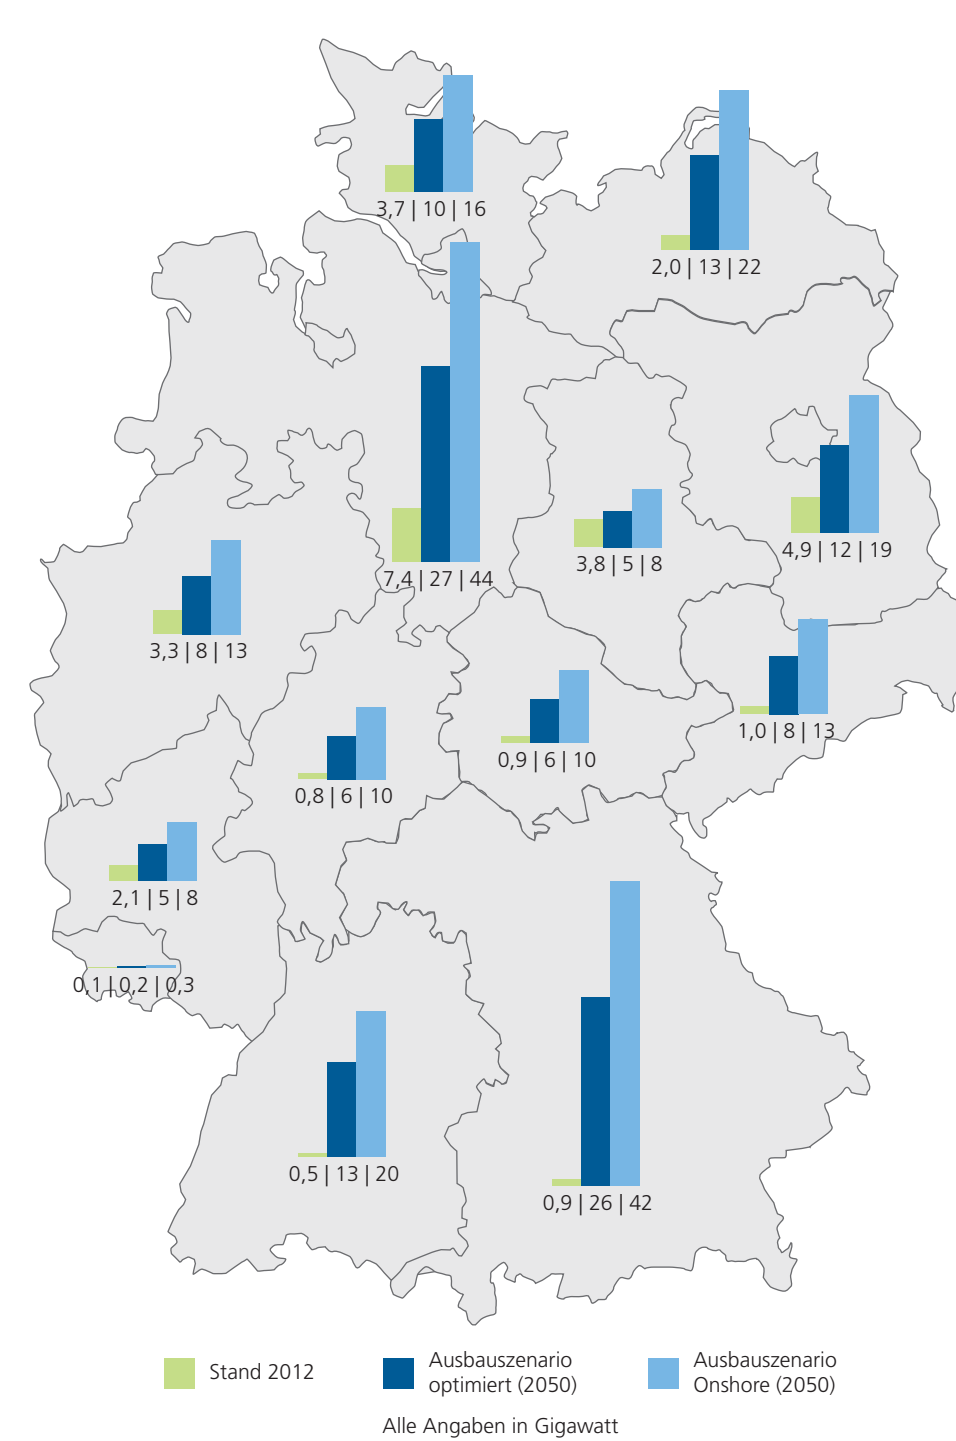 3,7 | 10 | 16
2,0 | 13 | 22
7,4 | 27 | 44
4,9 | 12 | 19
3,8 | 5 | 8
3,3 | 8 | 13
1,0 | 8 | 13
0,9 | 6 | 10
0,8 | 6 | 10
2,1 | 5 | 8
0,1 | 0,2 | 0,3
0,5 | 13 | 20
0,9 | 26 | 42
Stand 2012
Ausbauszenario
optimiert (2050)
Ausbauszenario
Onshore (2050)
Alle Angaben in Gigawatt